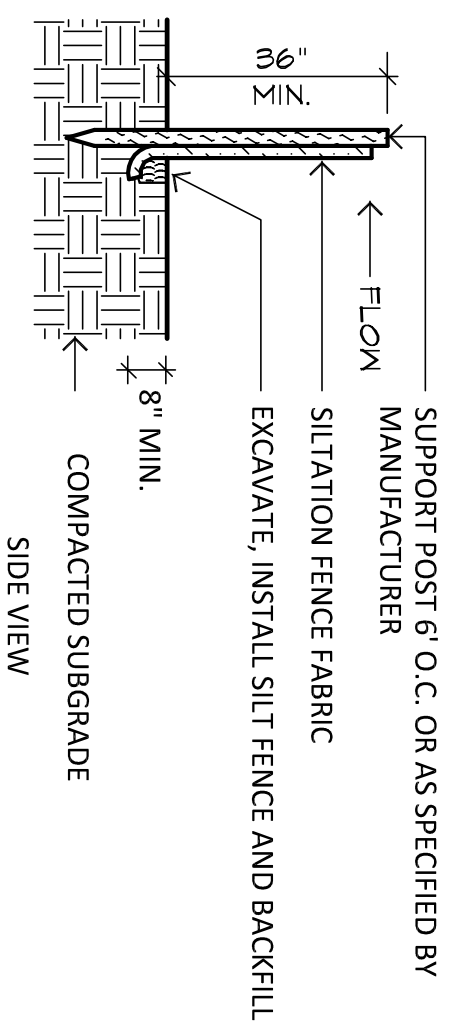 SUPPORT POST 6' O.C. OR AS SPECIFIED BY
MANUFACTURER
FLOW
SILTATION FENCE FABRIC
36"
MIN.
EXCAVATE, INSTALL SILT FENCE AND BACKFILL
8" MIN.
COMPACTED SUBGRADE
SIDE VIEW